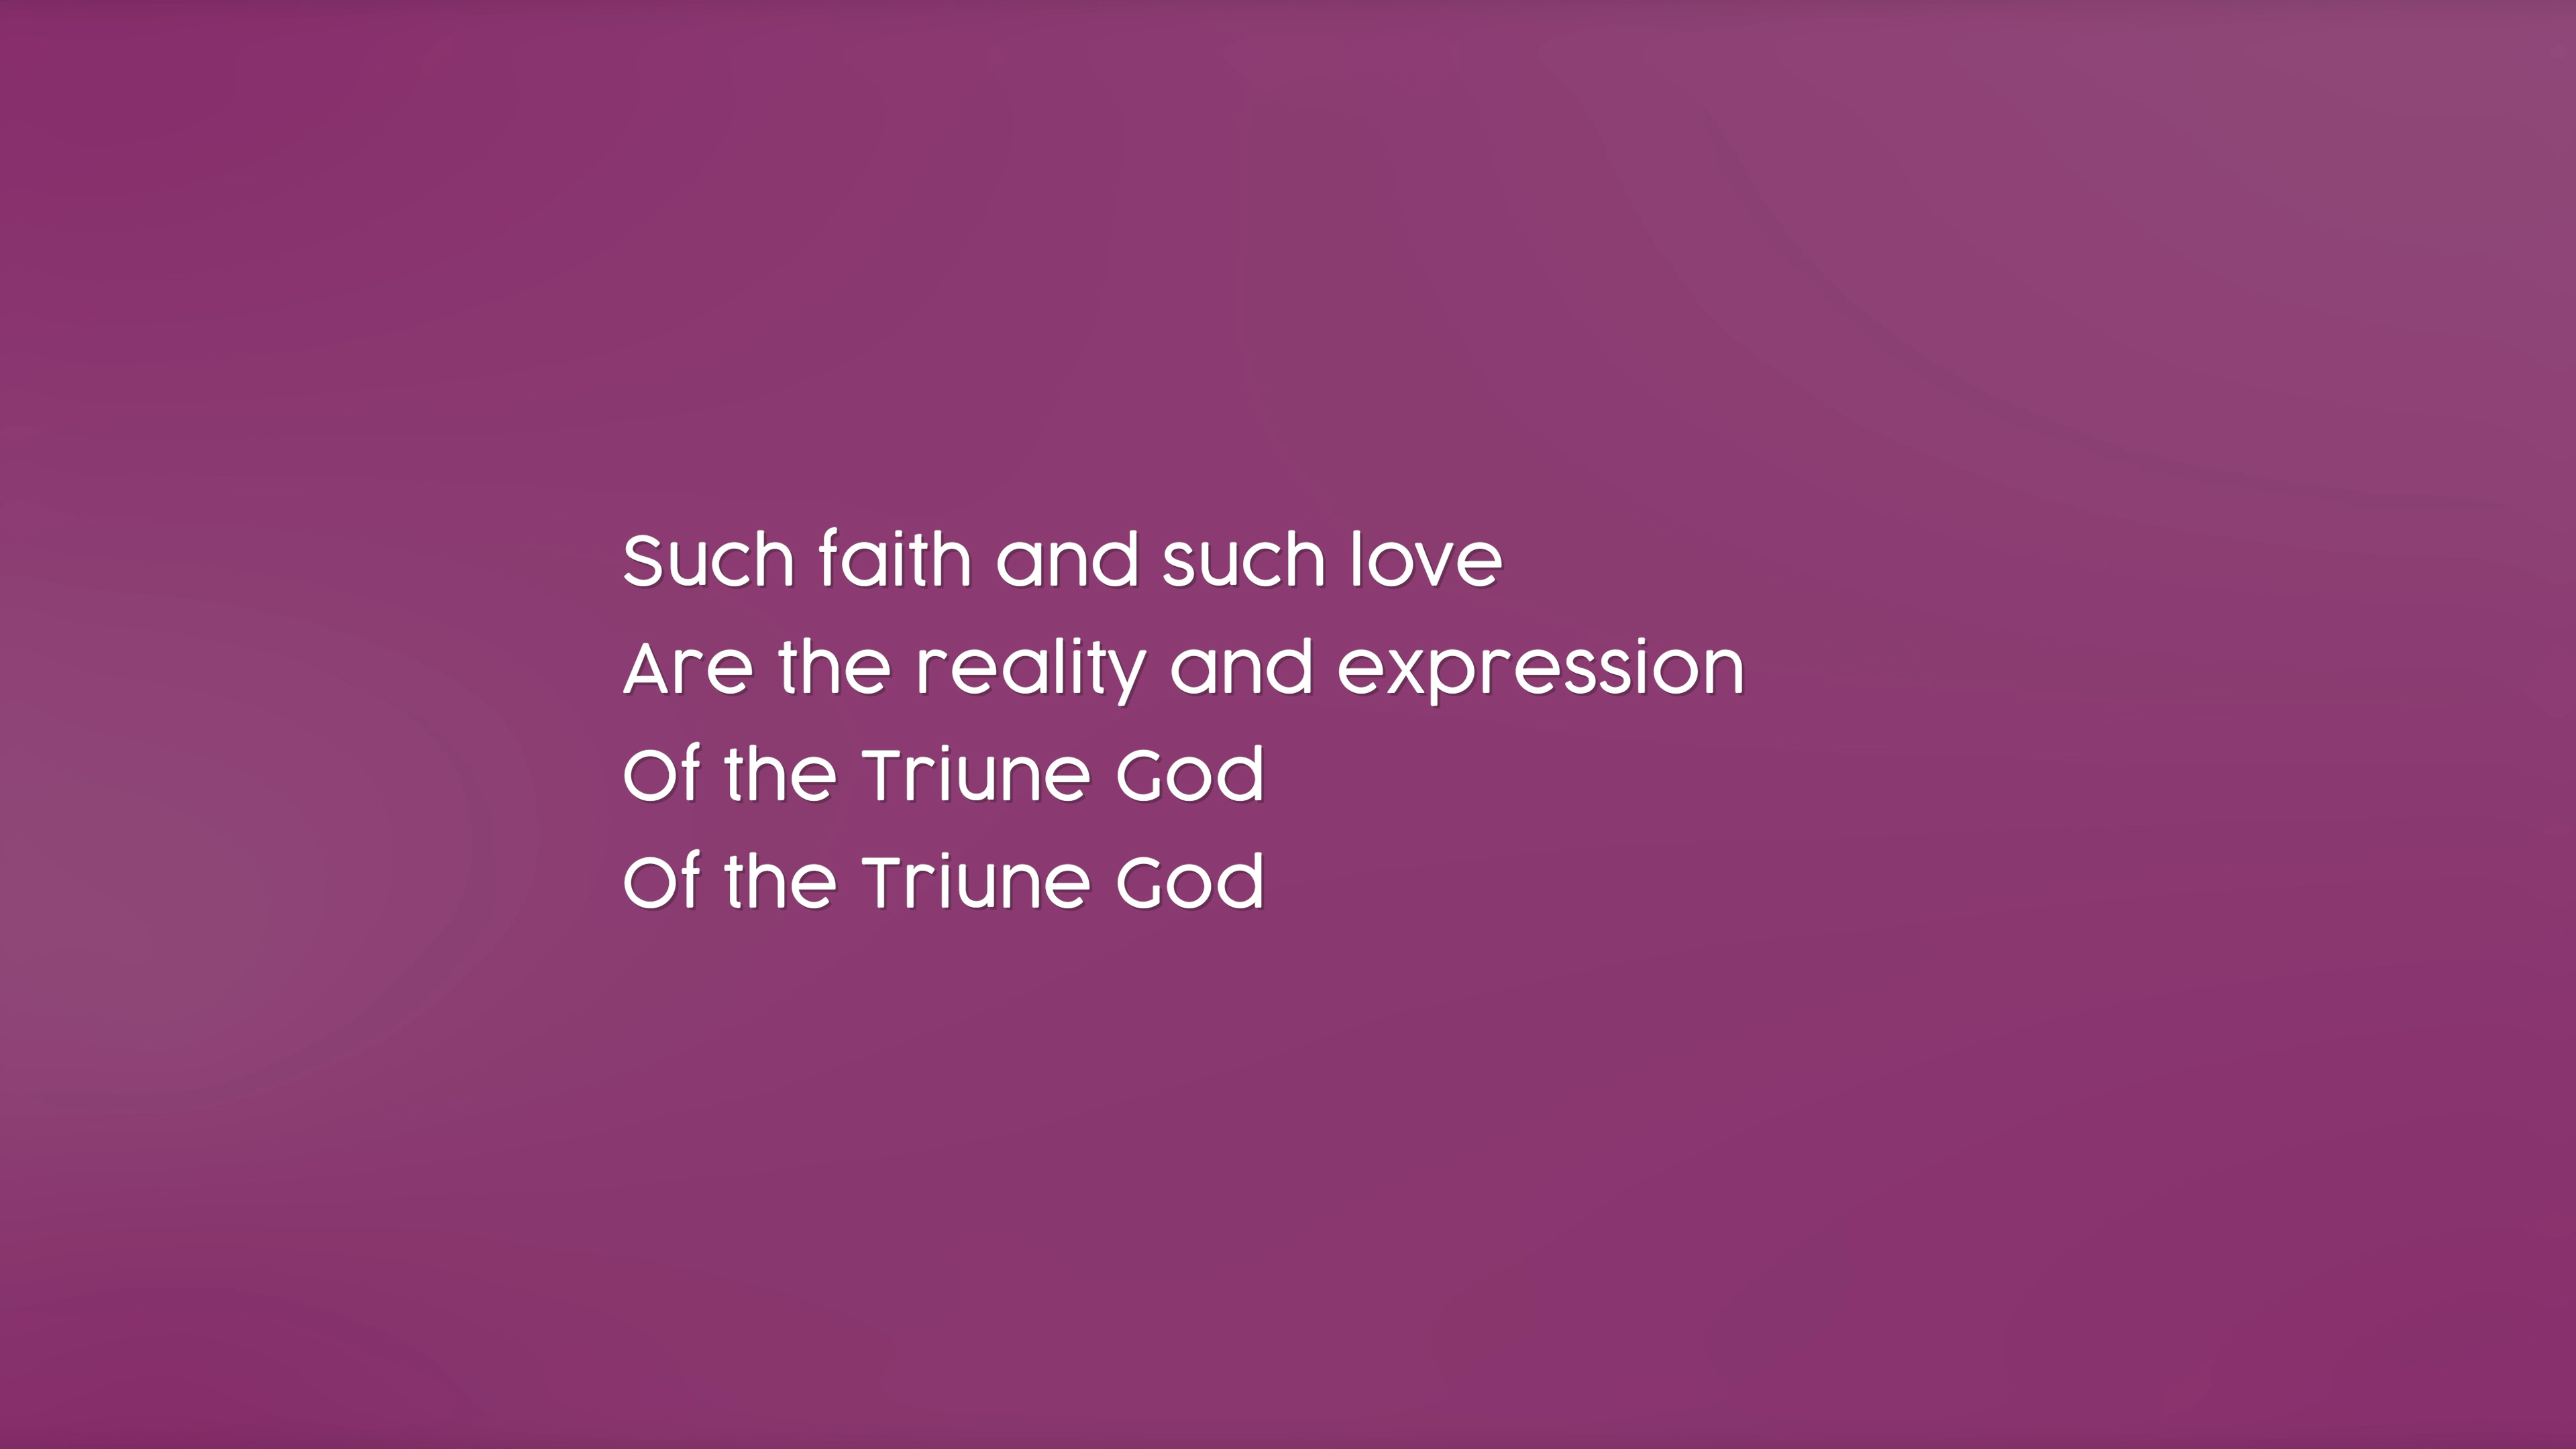 Such faith and such love
Are the reality and expression
Of the Triune God
Of the Triune God